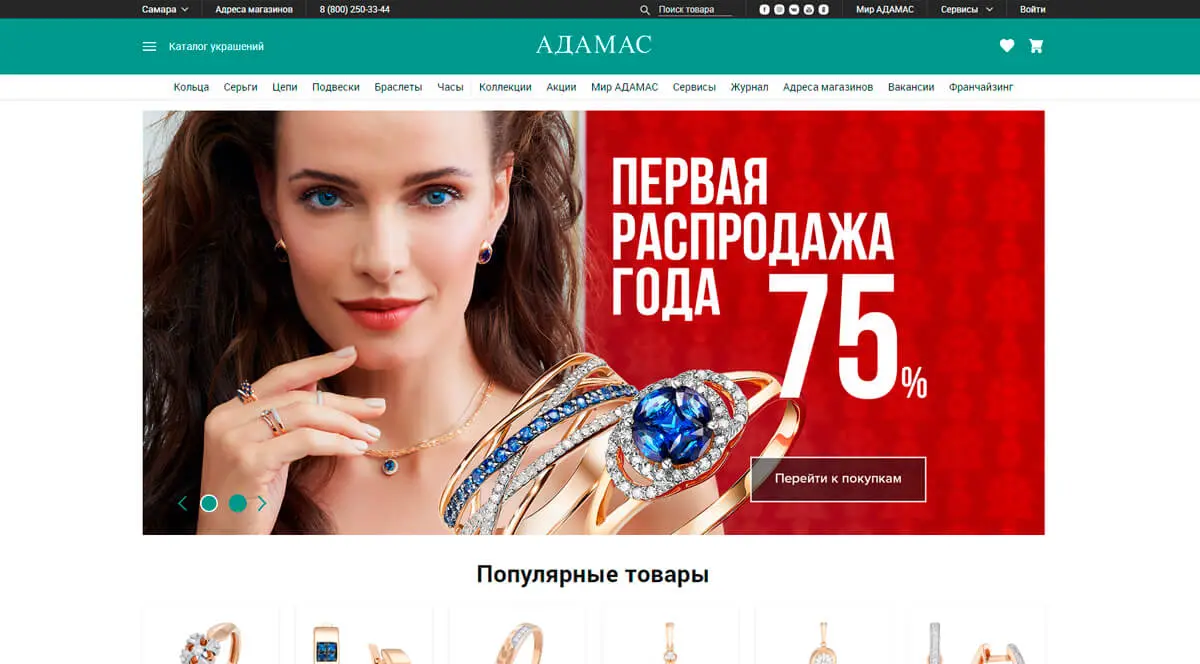 Самара
Адреса магазинов
8 (800) 250-33-44
Поиск товара
Мир АДАМАС
Сервисы
Войти
Каталог украшений
АДАМАС
Кольца Серьги Цепи Подвески Браслеты Часы Коллекции Акции Мир АДАМАС Сервисы Журнал Адреса магазинов Вакансии Франчайзинг
ПЕРВАЯ
РАСПРОДАЖА
ГОДА
75%
Перейти к покупкам
Популярные товары